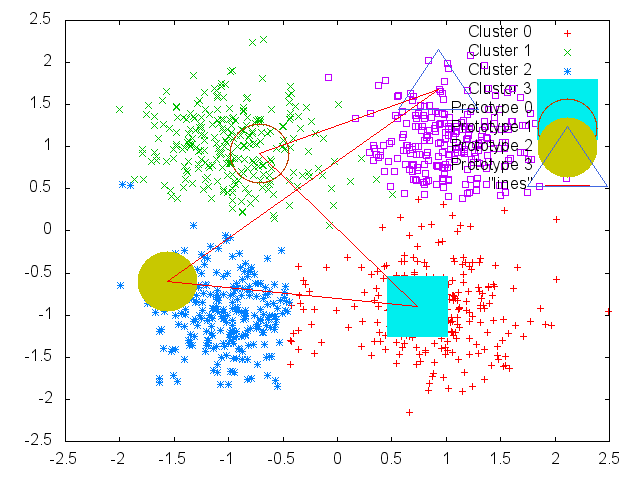 2.5
2
1.5
1
0.5
0
-0.5
-1
-1.5
-2
-2.5
Cluster 0
Cluster 1
Cluster 2
Cluster 3
Prototype 0
Prototype
Prototype 2
Prototype 3
"lines"
-2.5 -2 -1.5 -1 -0.5 0 0.5 1 1.5 2 2.5